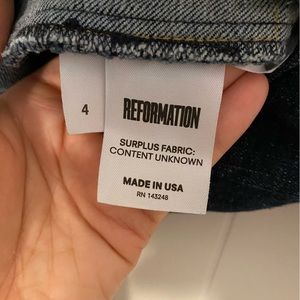 4
REFORMATION
SURPLUS FABRIC:
CONTENT UNKNOWN
MADE IN USA
RN 143248